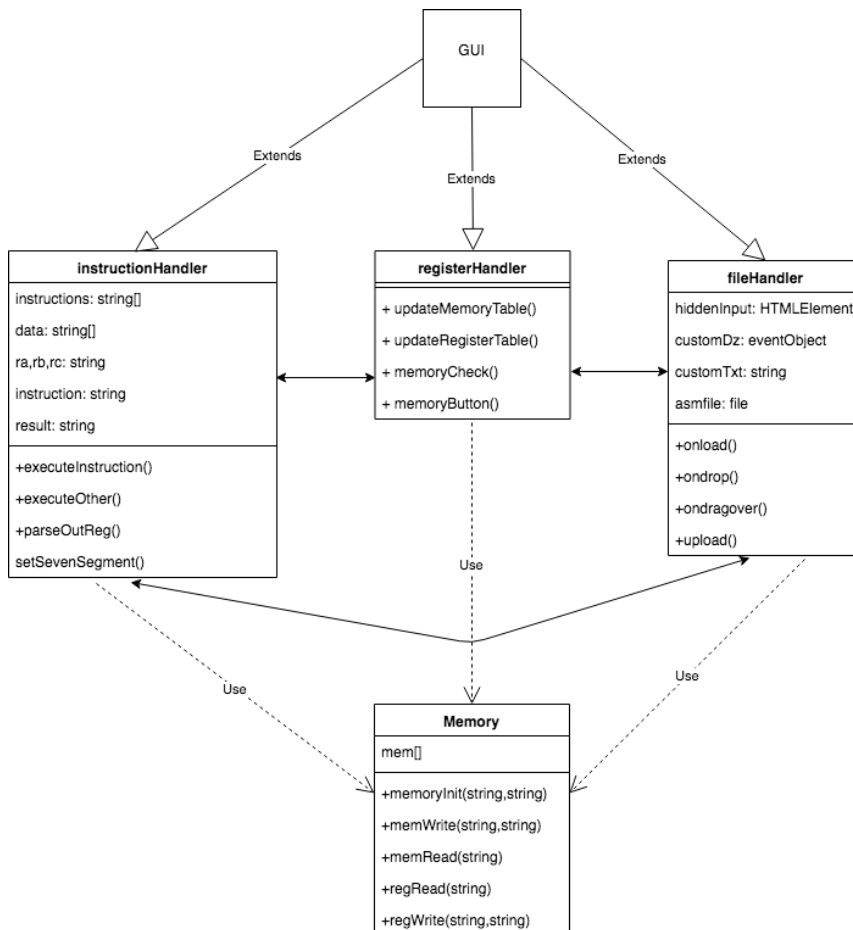 GUI
Extends
Extends
Extends
instructionHandler
instructions: string[]
data: string[]
ra,rb,rc: string
instruction: string
result: string
+executeInstruction()
+executeOther()
+parseOutReg()
setSevenSegment()
registerHandler
+ updateMemoryTable()
+ updateRegisterTable()
+ memoryCheck()
+ memoryButton()
fileHandler
hiddenInput: HTMLElement
customDz: eventObject
customTxt: string
asmfile: file
+onload()
+ondrop()
+ondragover()
+upload()
Use
Use
Use
Memory
mem[]
+memoryInit(string,string)
+memWrite(string,string)
+memRead(string)
+regRead(string)
+regWrite(string,string)